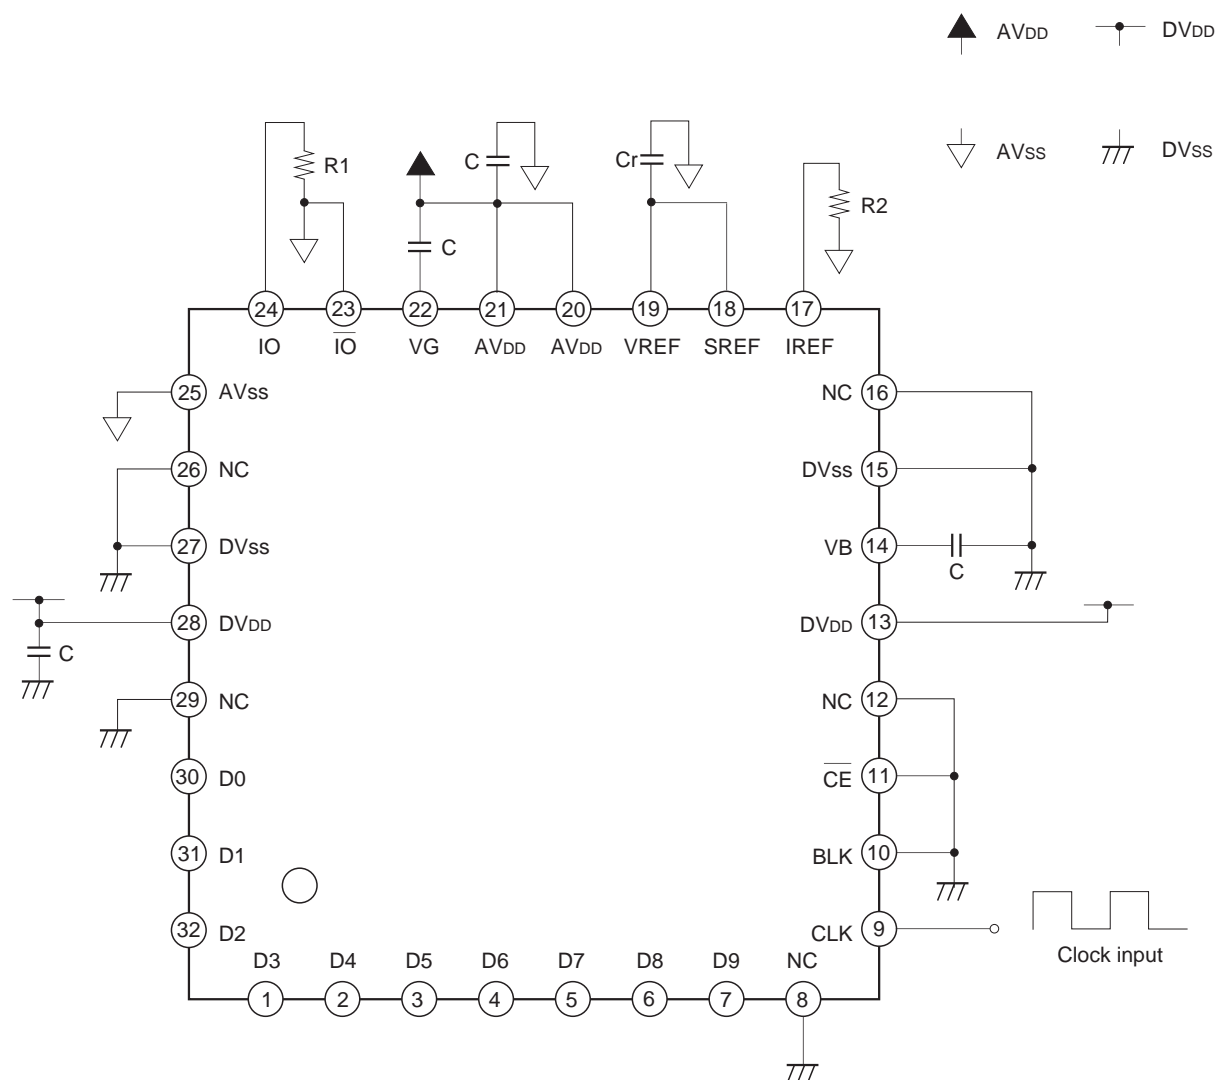 AVDD
DVDD
AVSS
DVSS
R1
C
Cr
R2
C
24
23
22
21
20
19
18
17
IO
IO
VG
AVDD
AVDD
VREF
SREF
IREF
25
AVSS
NC
16
26
NC
DVSS
15
27
DVSS
VB
14
C
28
DVDD
DVDD
13
C
29
NC
NC
12
30
D0
CE
11
31
D1
BLK
10
32
D2
CLK
9
Clock input
D3
D4
D5
D6
D7
D8
D9
NC
1
2
3
4
5
6
7
8